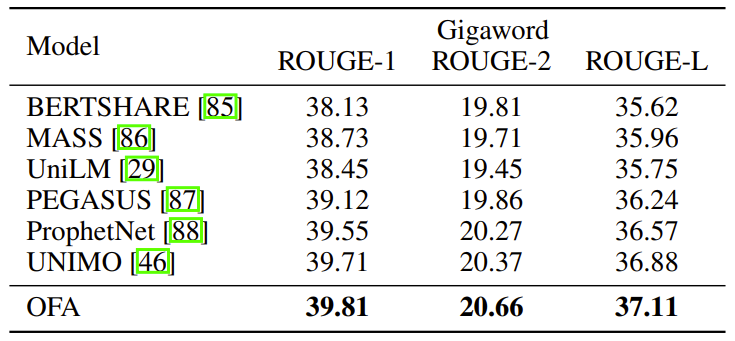 Gigaword
Model
ROUGE-1 ROUGE-2 ROUGE-L
BERTSHARE [85] 38.13 19.81 35.62
MASS [86] 38.73 19.71 35.96
UniLM [29] 38.45 19.45 35.75
PEGASUS [87] 39.12 19.86 36.24
ProphetNet [88] 39.55 20.27 36.57
UNIMO [46] 39.71 20.37 36.88
OFA 39.81 20.66 37.11